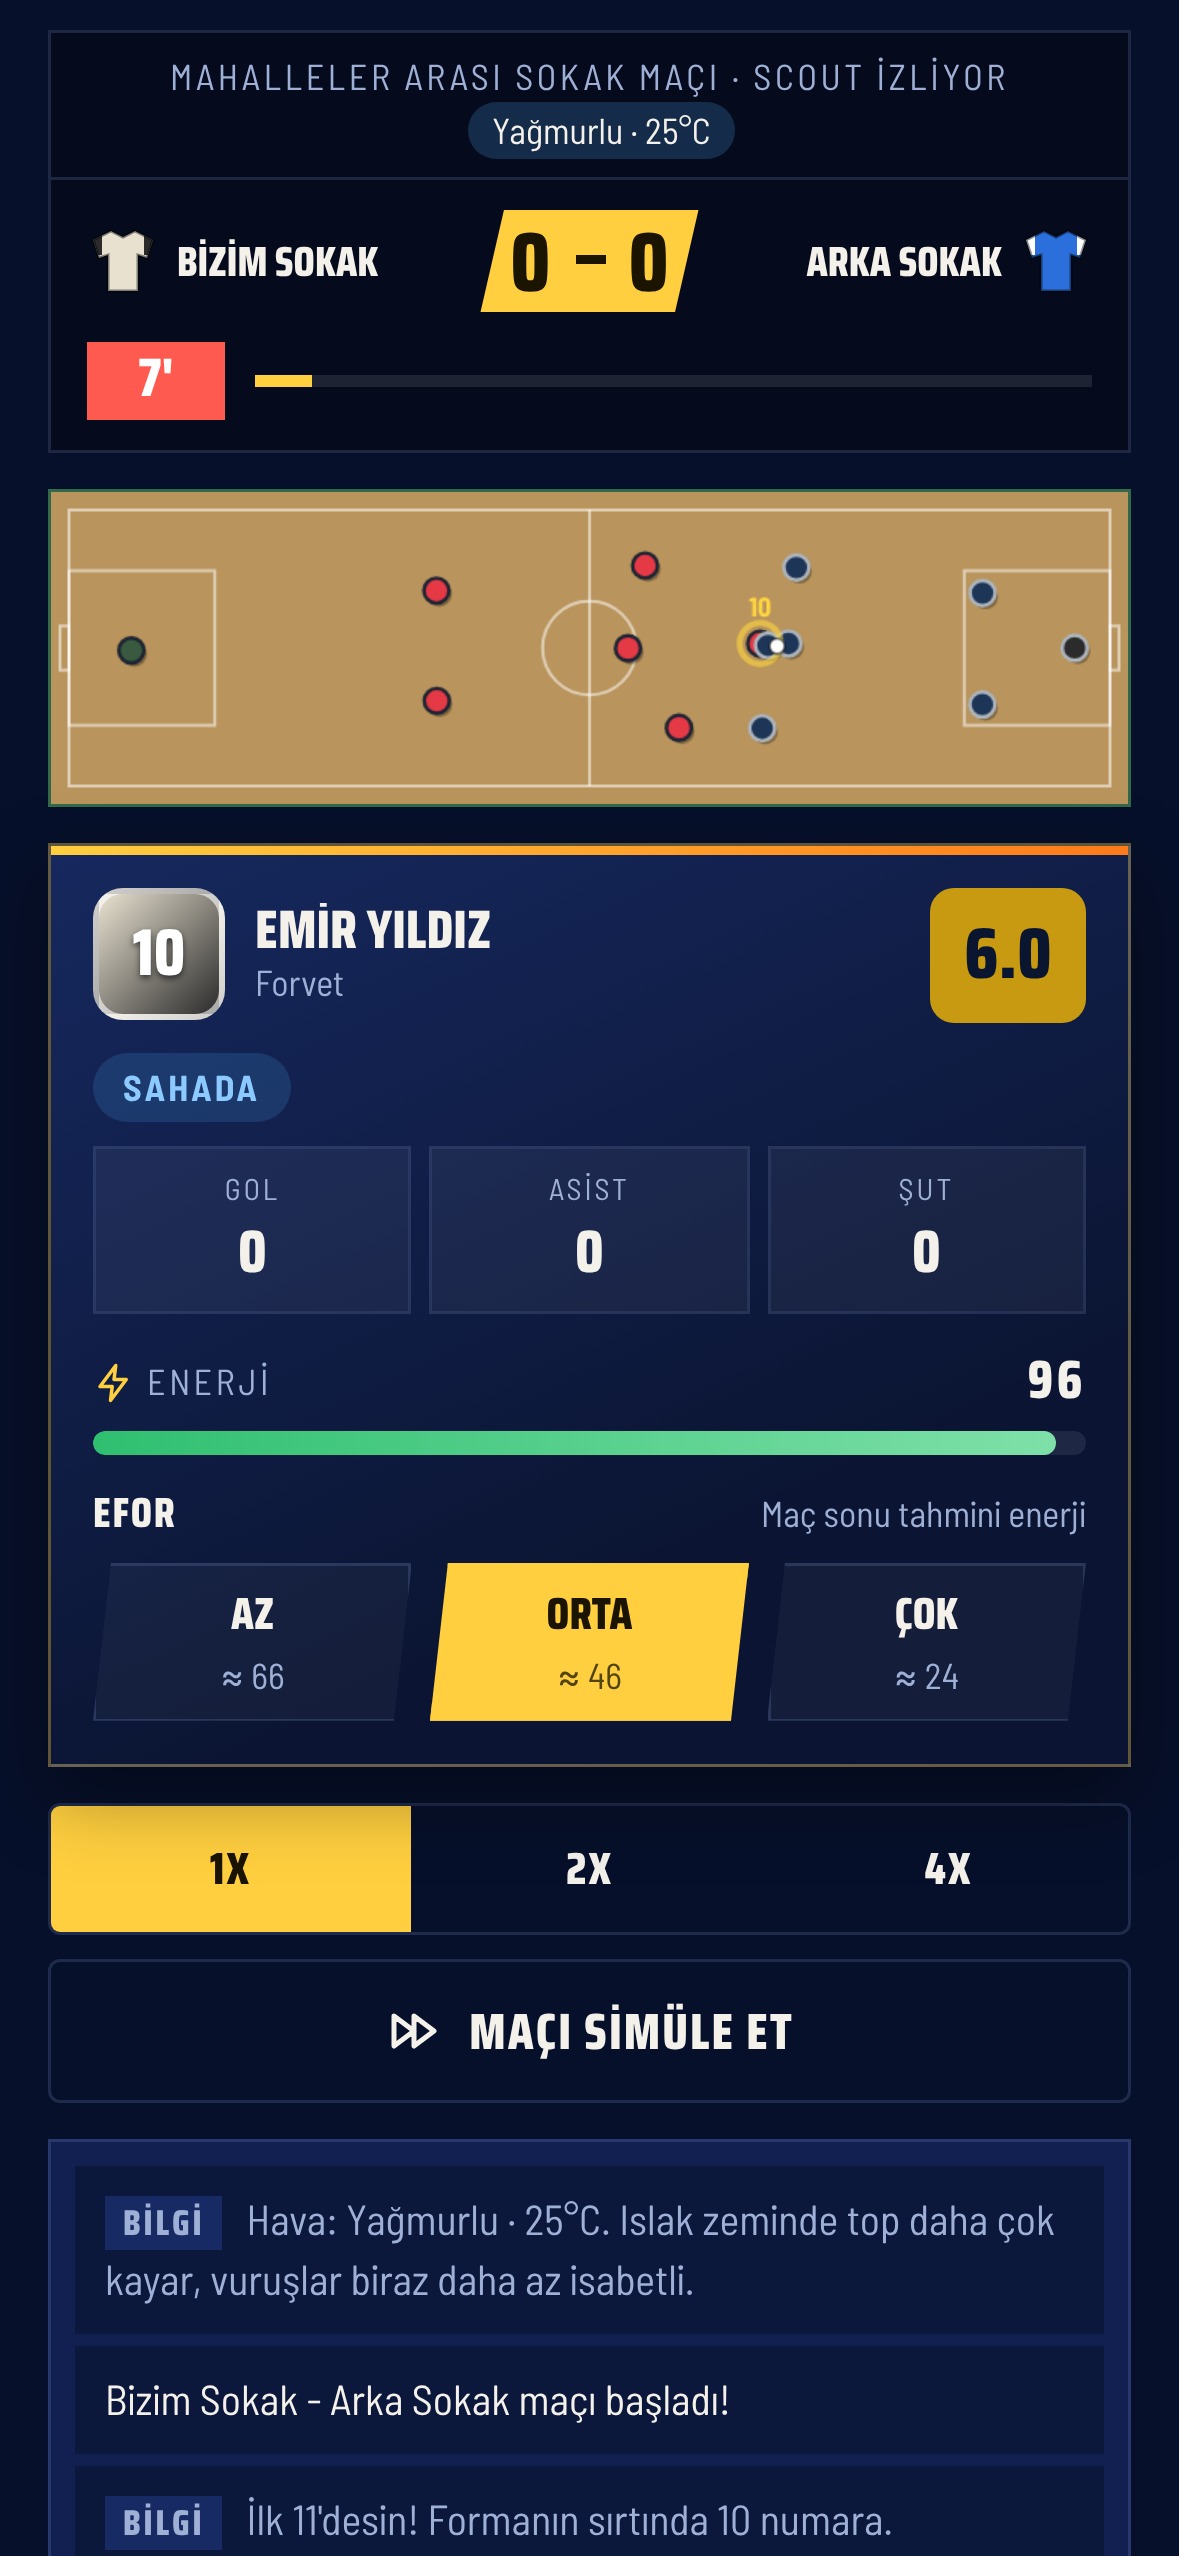 MAHALLELER ARASI SOKAK MAÇI · SCOUT İZLİYOR
Yağmurlu · 25°C
BİZİM SOKAK
0 – 0
ARKA SOKAK
7'
10
10
EMİR YILDIZ
Forvet
6.0
SAHADA
GOL
0
ASİST
0
ŞUT
0
ENERJİ
96
EFOR
Maç sonu tahmini enerji
AZ
≈ 66
ORTA
≈ 46
ÇOK
≈ 24
1X
2X
4X
MAÇI SİMÜLE ET
BİLGİ Hava: Yağmurlu · 25°C. Islak zeminde top daha çok
kayar, vuruşlar biraz daha az isabetli.
Bizim Sokak - Arka Sokak maçı başladı!
BİLGİ İlk 11'desin! Formanın sırtında 10 numara.